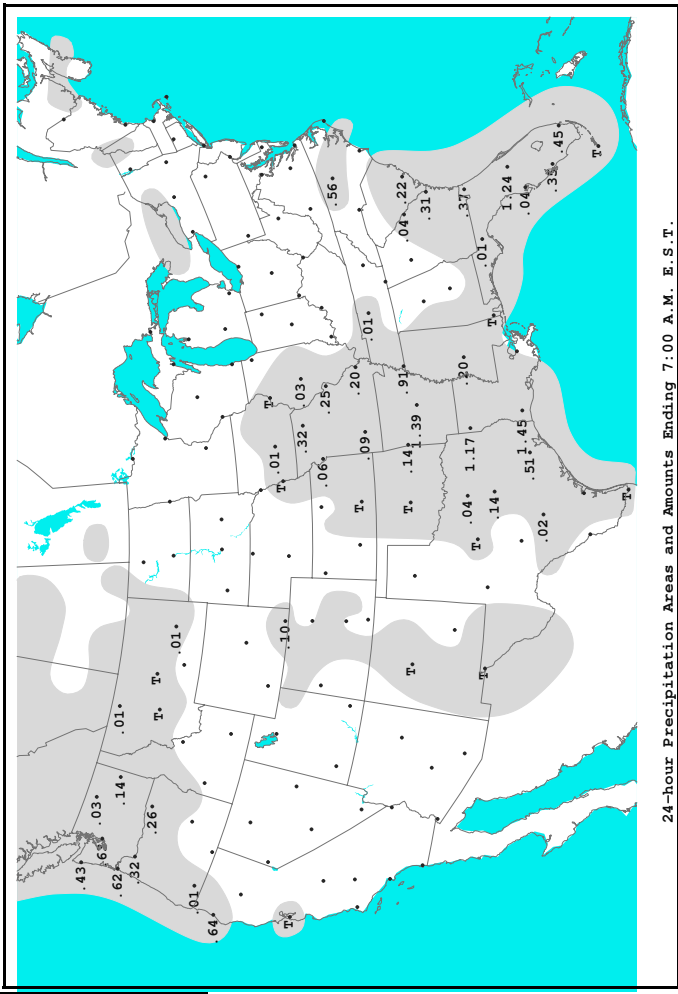 .43
.63 .03
.62 .14 .01
.32
.26 T T
.01
.01
.64
T
.01
T
.10
T
.03
.32
.06 .25
.56
.20
T .09 .01
.22
.14 .91 .04
T T
1.39
.31
.20 .37
.04 1.17
T .01
T T
.14 1.24
1.45 .04
.51
.02
.35
.45
T
T
24-hour Precipitation Areas and Amounts Ending 7:00 A.M. E.S.T.